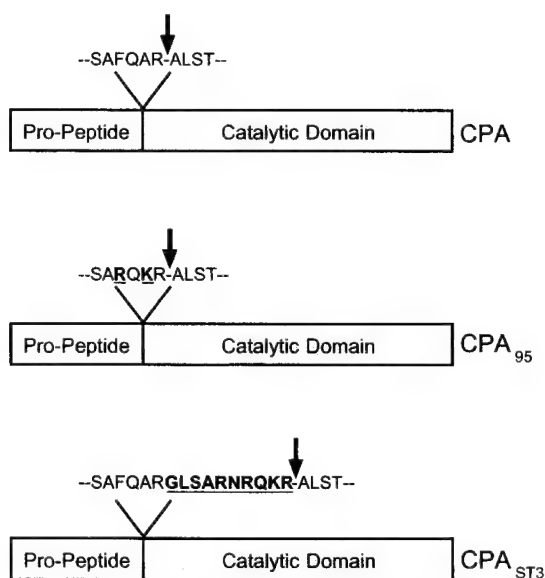 --SAFQAR-ALST--
Pro-Peptide Catalytic Domain CPA
--SARQKR-ALST--
Pro-Peptide Catalytic Domain CPA95
--SAFQARGLSARNRQKR-ALST--
Pro-Peptide Catalytic Domain CPAST3